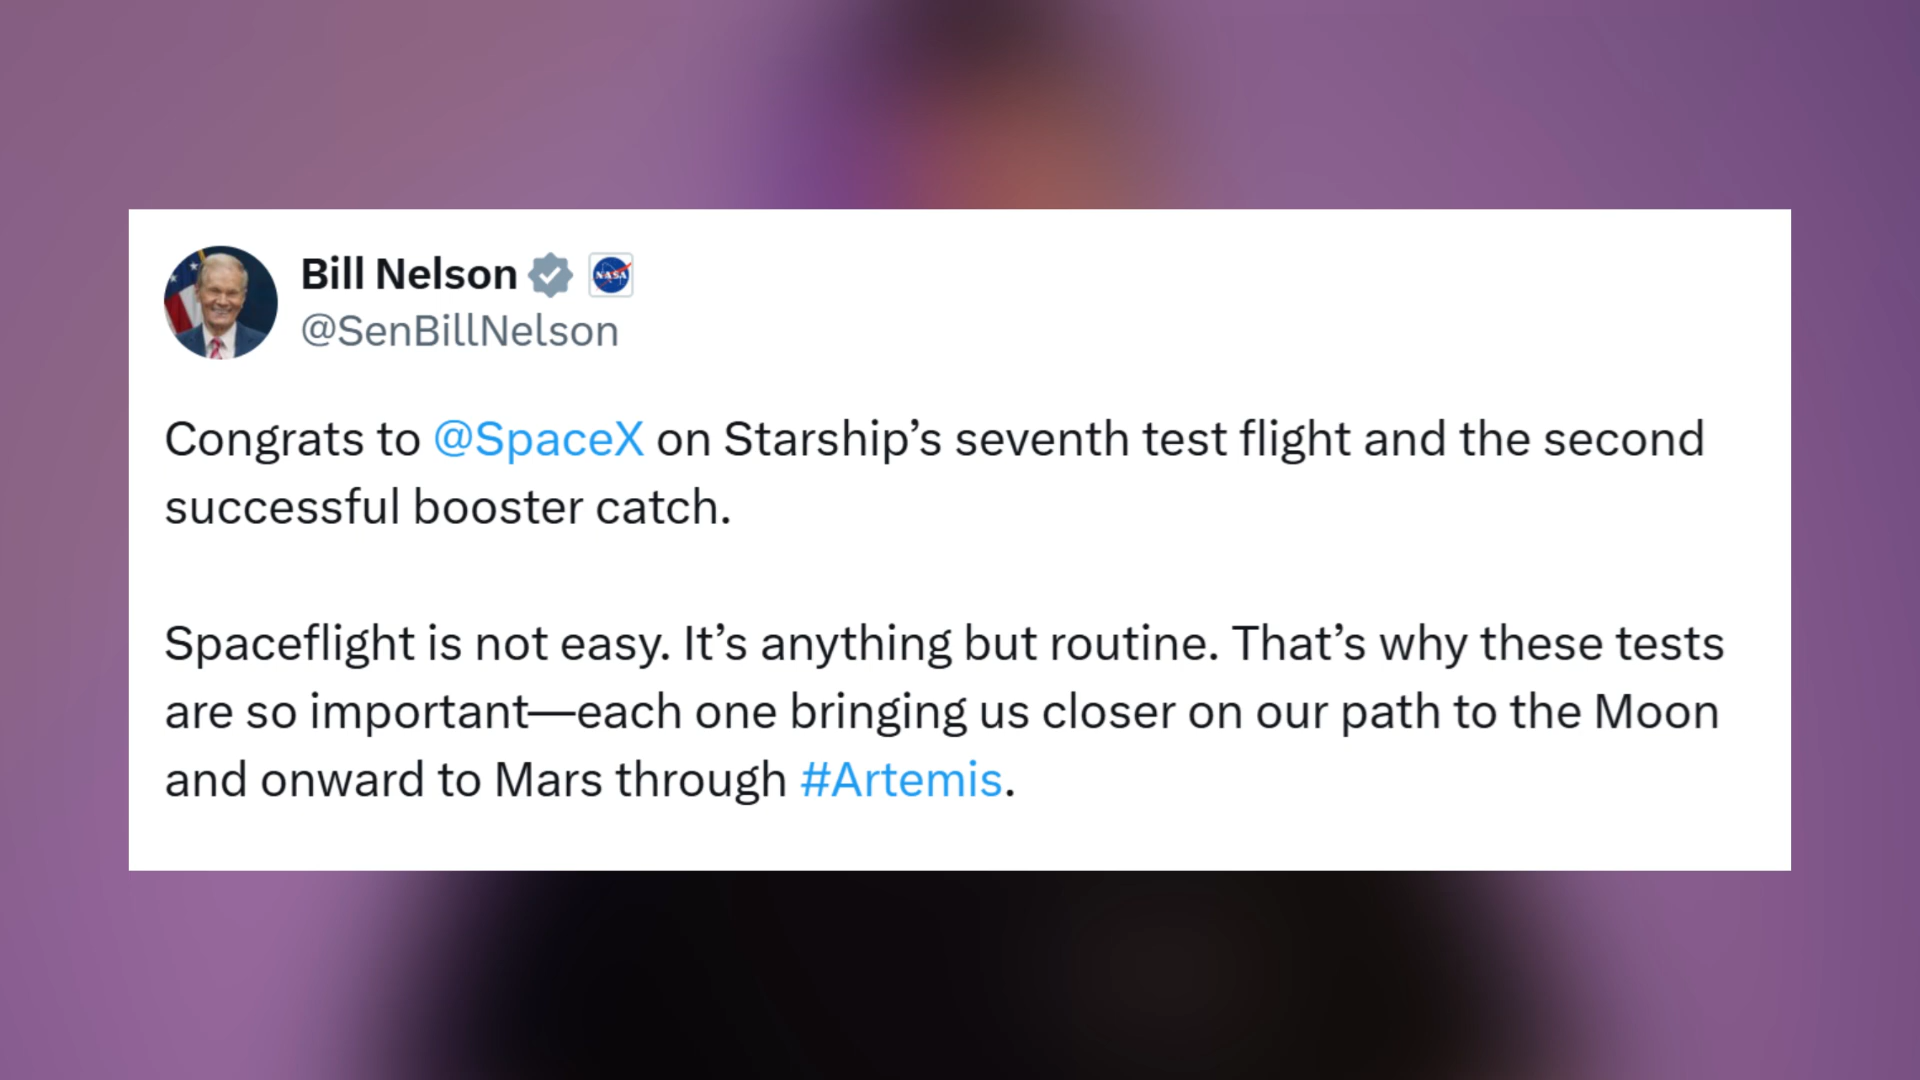 Bill Nelson
NASA
@SenBillNelson
Congrats to @SpaceX on Starship’s seventh test flight and the second
successful booster catch.
Spaceflight is not easy. It’s anything but routine. That’s why these tests
are so important—each one bringing us closer on our path to the Moon
and onward to Mars through #Artemis.